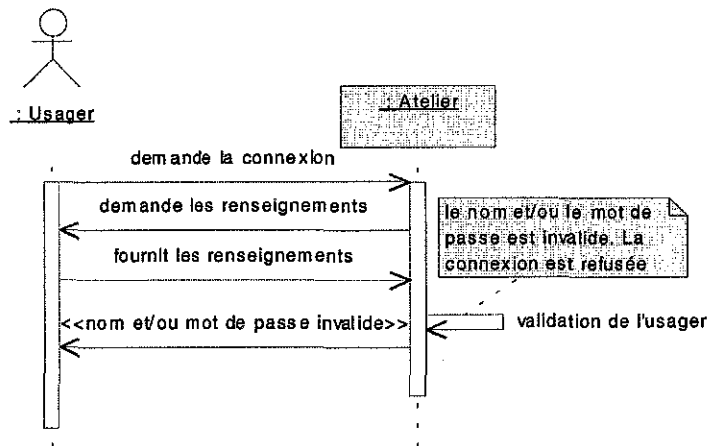 : Usager
: Atelier
demande la connexion
demande les renseignements
le nom et/ou le mot de
passe est invalide. La
connexion est refusée
fournit les renseignements
<<nom et/ou mot de passe invalide>>
validation de l'usager